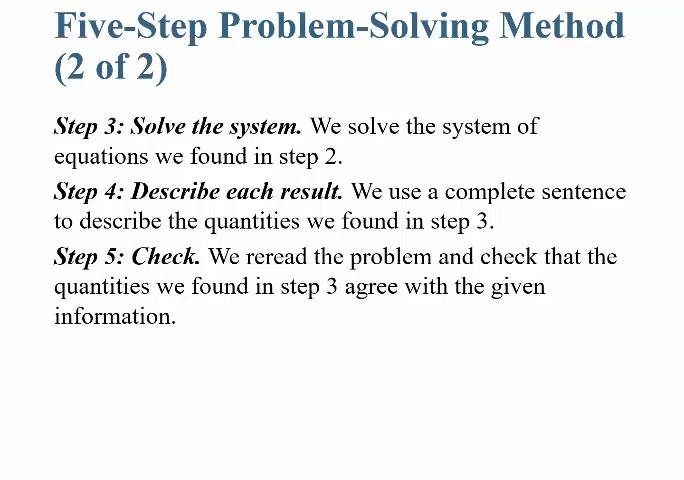 Five-Step Problem-Solving Method
(2 of 2)
Step 3: Solve the system. We solve the system of
equations we found in step 2.
Step 4: Describe each result. We use a complete sentence
to describe the quantities we found in step 3.
Step 5: Check. We reread the problem and check that the
quantities we found in step 3 agree with the given
information.